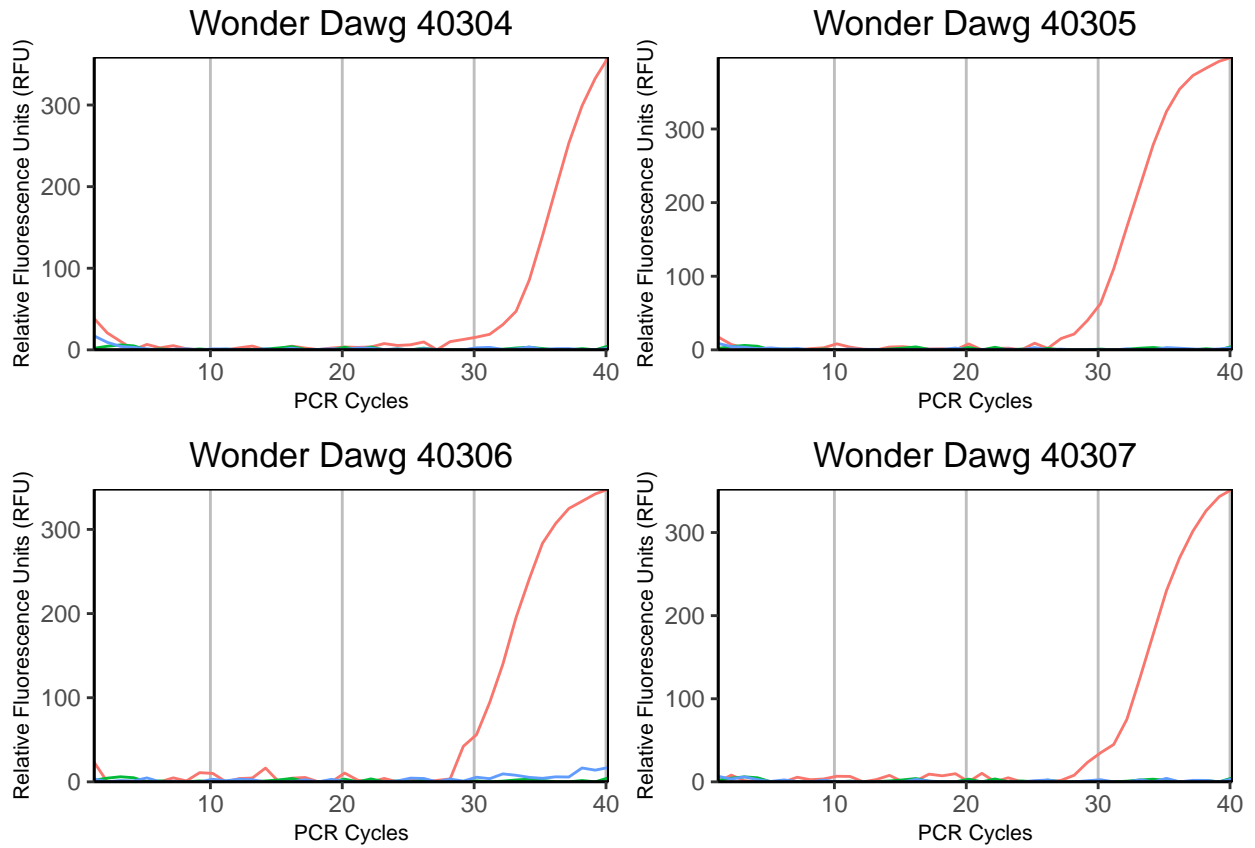 Wonder Dawg 40304
Relative Fluorescence Units (RFU)
300
200
100
0
10 20 30 40
PCR Cycles
Wonder Dawg 40305
Relative Fluorescence Units (RFU)
300
200
100
0
10 20 30 40
PCR Cycles
Wonder Dawg 40306
Relative Fluorescence Units (RFU)
300
200
100
0
10 20 30 40
PCR Cycles
Wonder Dawg 40307
Relative Fluorescence Units (RFU)
300
200
100
0
10 20 30 40
PCR Cycles